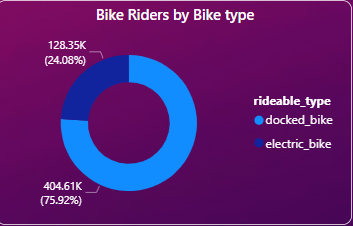 Bike Riders by Bike type
128.35K
(24.08%)
rideable_type
docked_bike
electric_bike
404.61K
(75.92%)